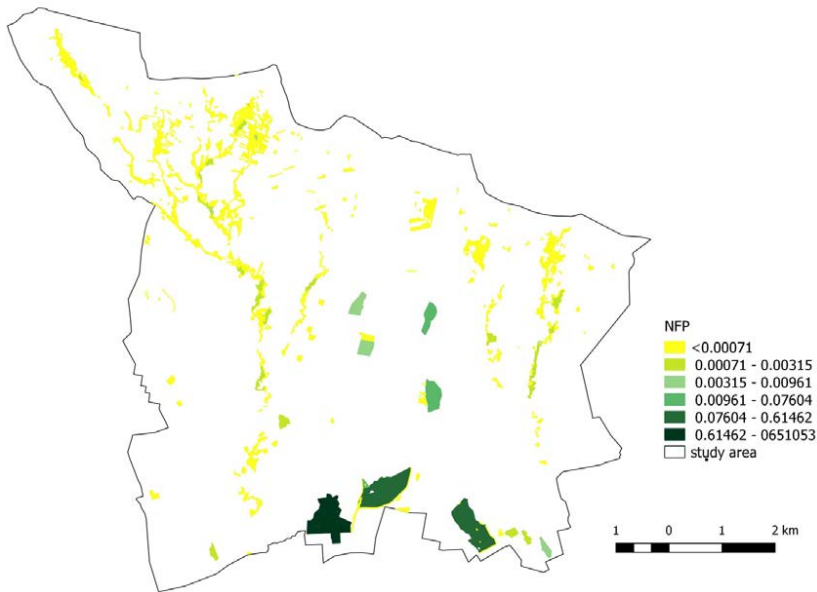 NFP
<0.00071
0.00071 - 0.00315
0.00315 - 0.00961
0.00961 - 0.07604
0.07604 - 0.61462
0.61462 - 0651053
study area
1 0 1 2 km